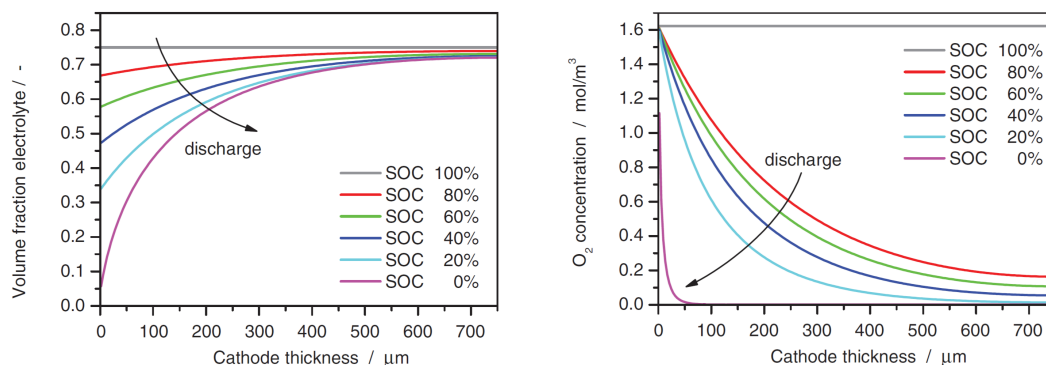 Volume fraction electrolyte / -
0.8
0.7
0.6
0.5
0.4
0.3
0.2
0.1
0.0
0 100 200 300 400 500 600 700
Cathode thickness / μm
discharge
SOC 100%
SOC 80%
SOC 60%
SOC 40%
SOC 20%
SOC 0%
O2 concentration / mol/m3
1.6
1.4
1.2
1.0
0.8
0.6
0.4
0.2
0.0
0 100 200 300 400 500 600 700
Cathode thickness / μm
discharge
SOC 100%
SOC 80%
SOC 60%
SOC 40%
SOC 20%
SOC 0%